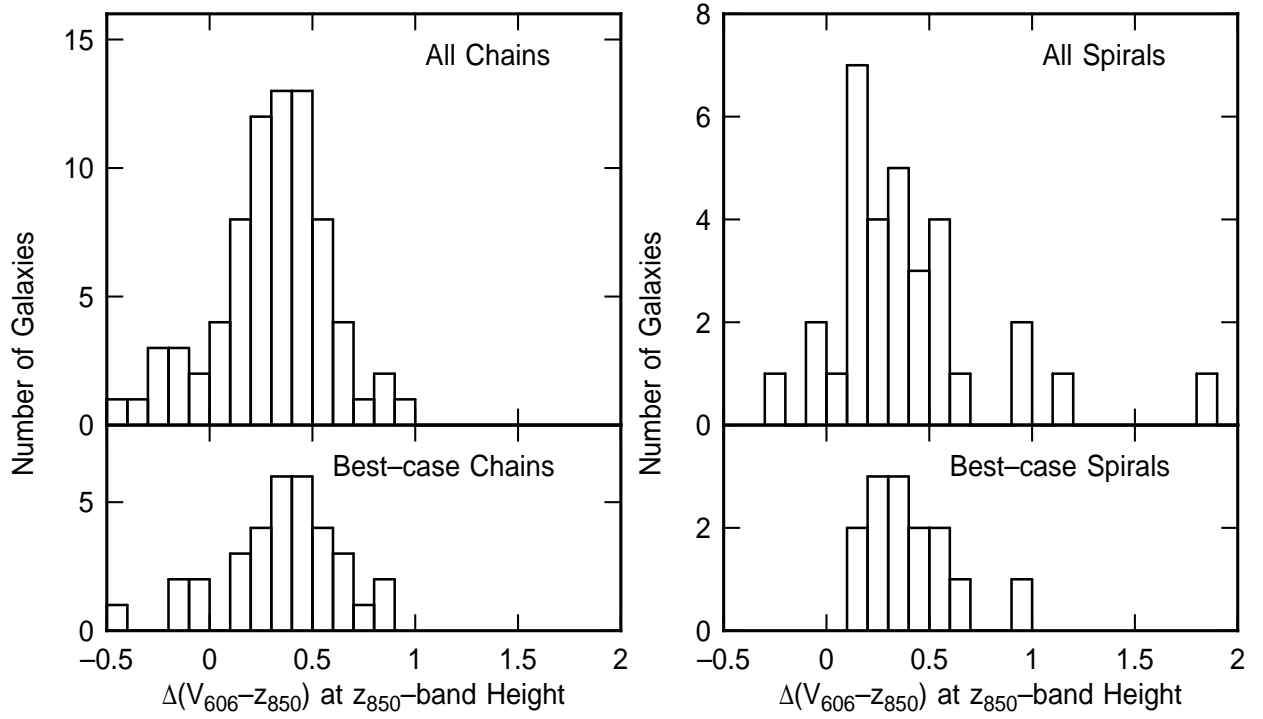 15
10
5
0
Number of Galaxies
All Chains
5
0
Best–case Chains
−0.5 0 0.5 1 1.5 2
Δ(V606–z850) at z850–band Height
8
6
4
2
0
Number of Galaxies
All Spirals
2
0
Best–case Spirals
−0.5 0 0.5 1 1.5 2
Δ(V606–z850) at z850–band Height